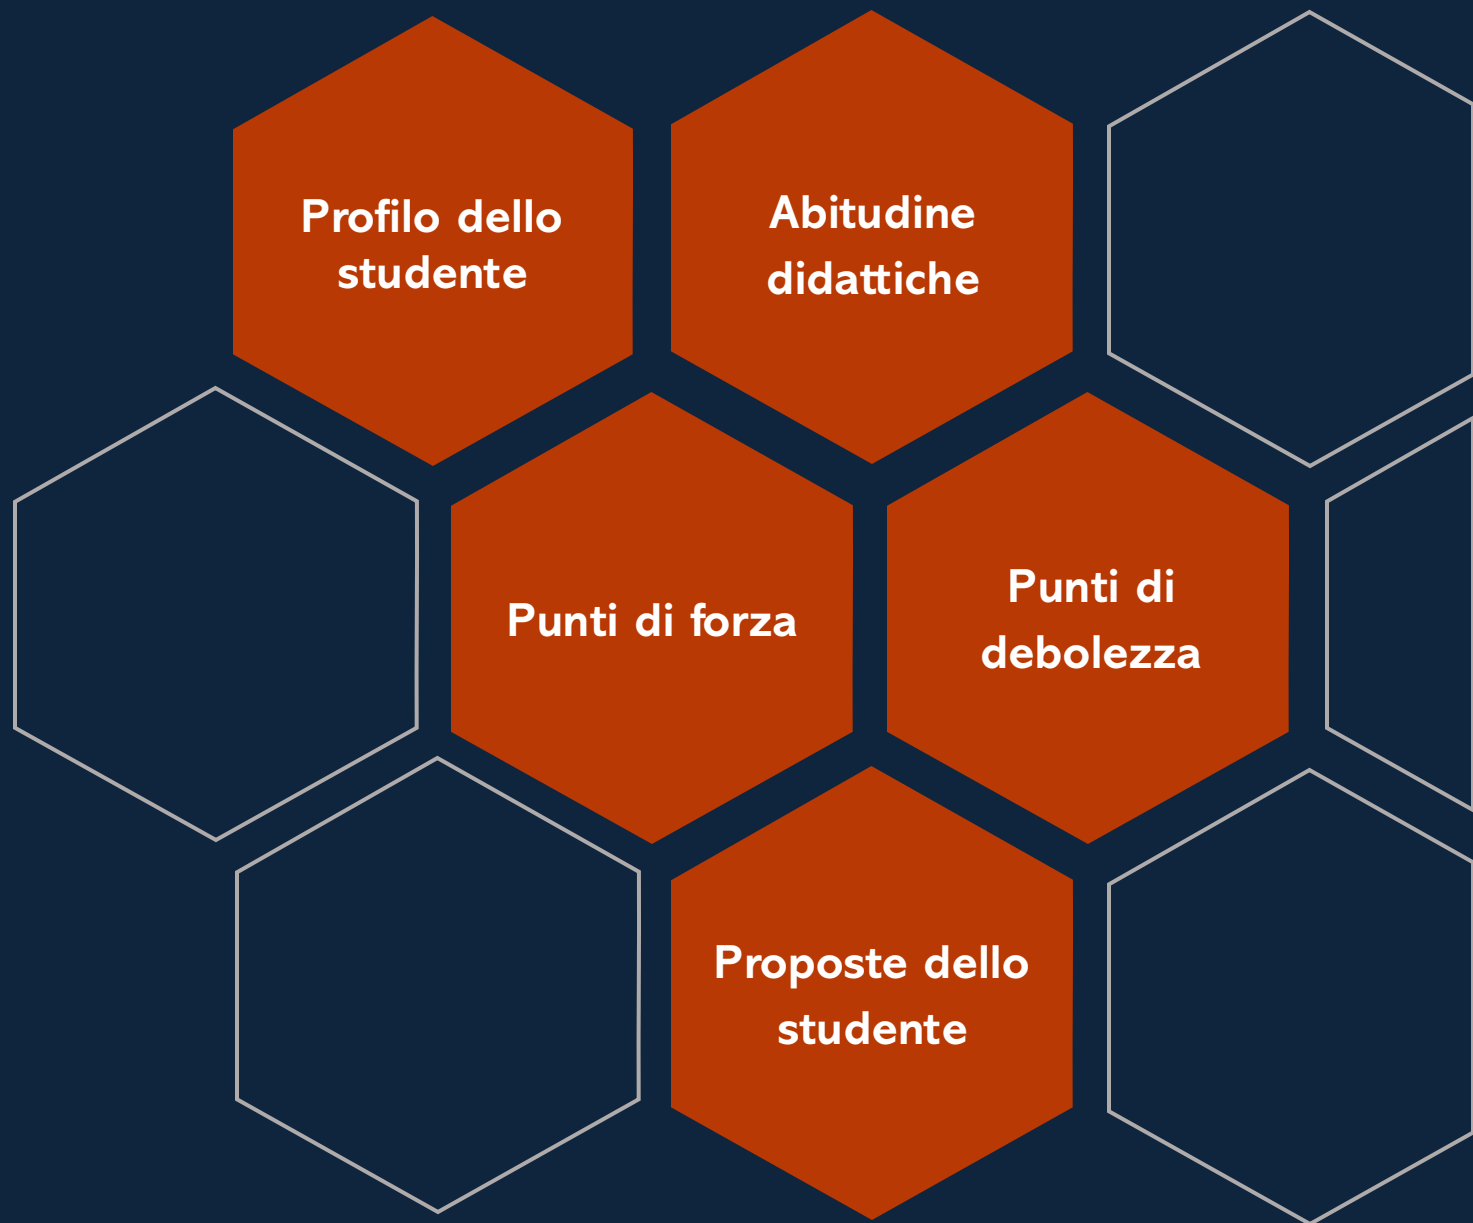 Profilo dello
studente
Abitudine
didattiche
Punti di forza
Punti di
debolezza
Proposte dello
studente